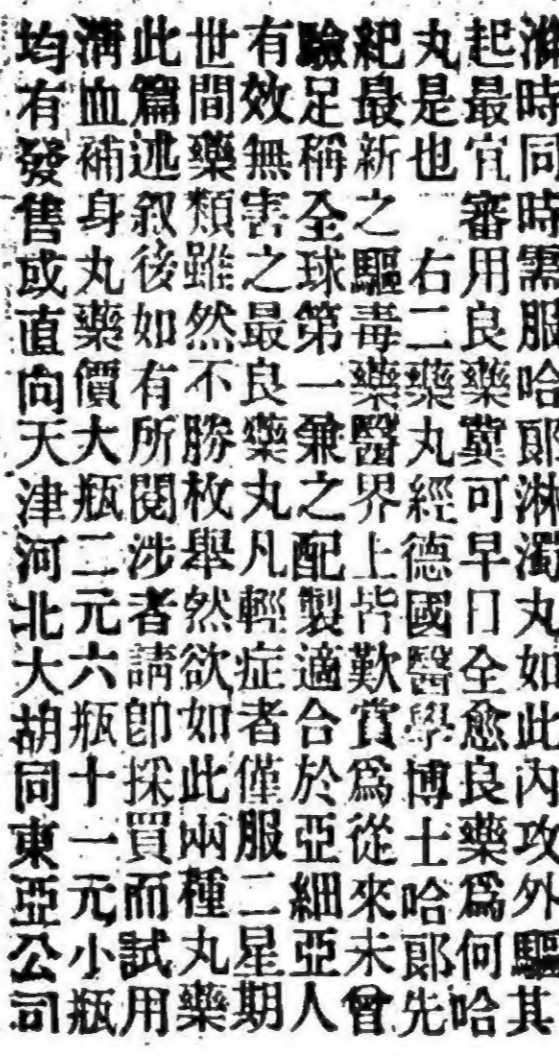 淋時同時需服哈郎淋濁丸如此內攻外驅其
起最宜審用良藥冀可早日全愈良藥爲何哈
丸是也　右二藥丸經德國醫學博士哈郎先
紀最新之驅毒藥醫界上皆歎賞爲從來未曾
驗足稱全球第一兼之配製適合於亞細亞人
有效無害之最良藥丸凡輕症者僅服二星期
世間藥類雖然不勝枚舉然欲如此兩種丸藥
此篇述叙後如有所閱涉者請卽採買而試用
淸血補身丸藥價大瓶二元六瓶十一元小瓶
均有發售或直向天津河北大胡同東亞公司